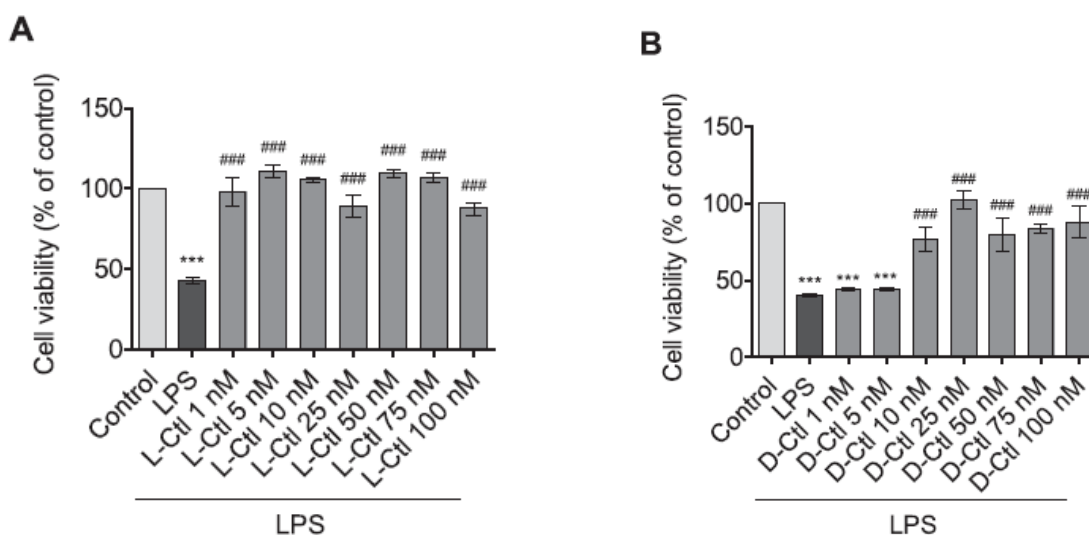 A
Cell viability (% of control)
150
100
50
0
***
###
###
###
###
###
###
###
Control
LPS
L-Ctl 1 nM
L-Ctl 5 nM
L-Ctl 10 nM
L-Ctl 25 nM
L-Ctl 50 nM
L-Ctl 75 nM
L-Ctl 100 nM
LPS
B
Cell viability (% of control)
150
100
50
0
***
***
***
###
###
###
###
###
Control
LPS
D-Ctl 1 nM
D-Ctl 5 nM
D-Ctl 10 nM
D-Ctl 25 nM
D-Ctl 50 nM
D-Ctl 75 nM
D-Ctl 100 nM
LPS